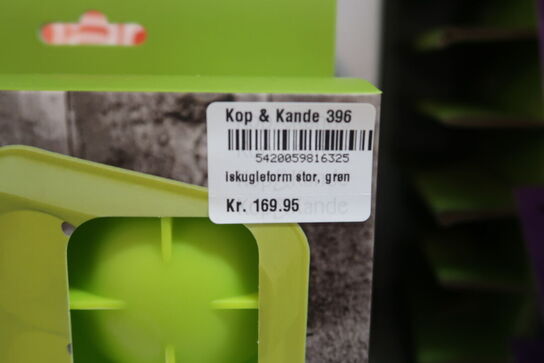 Kop & Kande 396
5420059816325
Iskugleform stor, grøn
Kr. 169.95